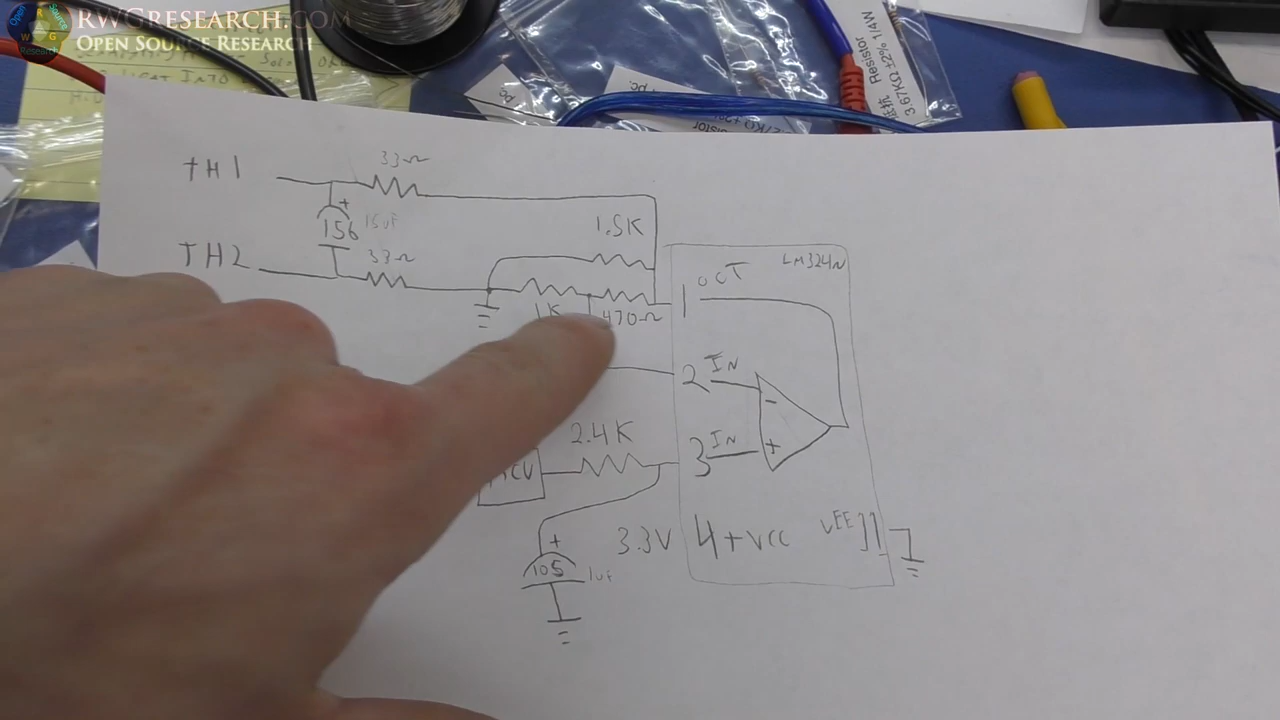 RWGRESEARCH.COM
OPEN SOURCE RESEARCH
Resistor
3.67KΩ ±20% 1/4W
tH1
33Ω
156
15uF
TH2
33Ω
1.5K
1K
470Ω
LM324N
1 OUT
2 IN
-
3 IN
+
2.4K
3.3V
4+VCC
VEE 11
+
105
1uF